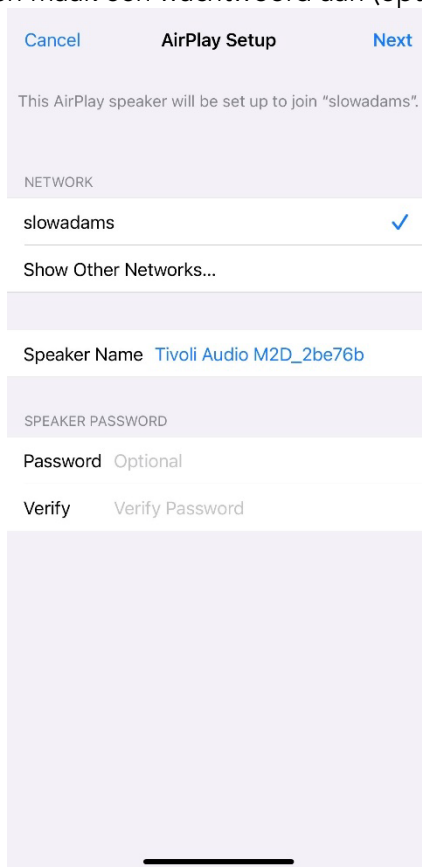 Cancel AirPlay Setup Next
This AirPlay speaker will be set up to join “slowadams”.
NETWORK
slowadams
Show Other Networks...
Speaker Name Tivoli Audio M2D_2be76b
SPEAKER PASSWORD
Password Optional
Verify Verify Password